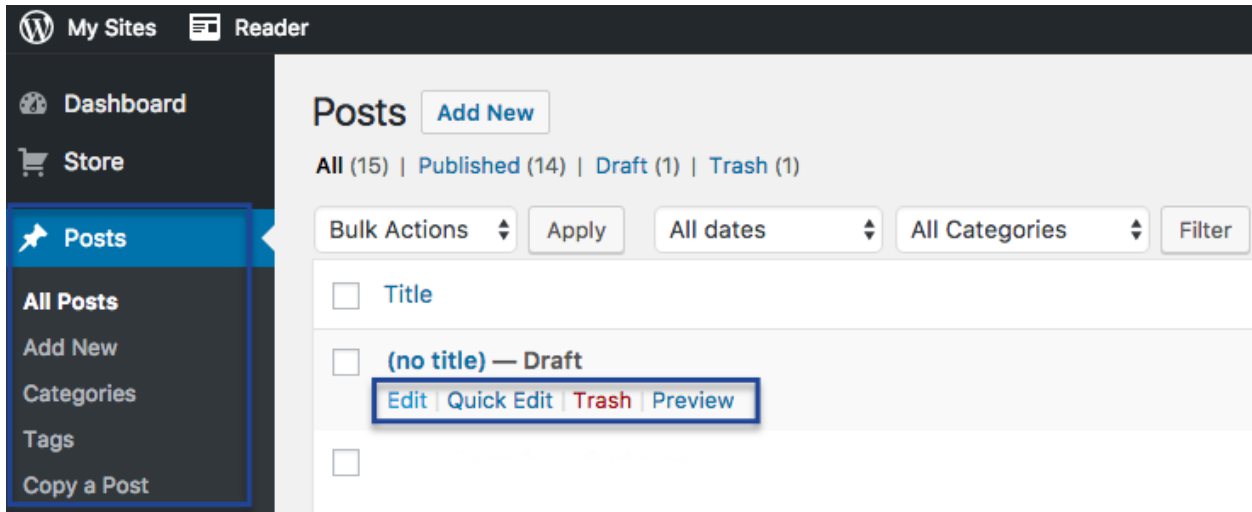 My Sites Reader
Dashboard
Store
Posts
All Posts
Add New
Categories
Tags
Copy a Post
Posts Add New
All (15) | Published (14) | Draft (1) | Trash (1)
Bulk Actions Apply All dates All Categories Filter
Title
(no title) — Draft
Edit | Quick Edit | Trash | Preview